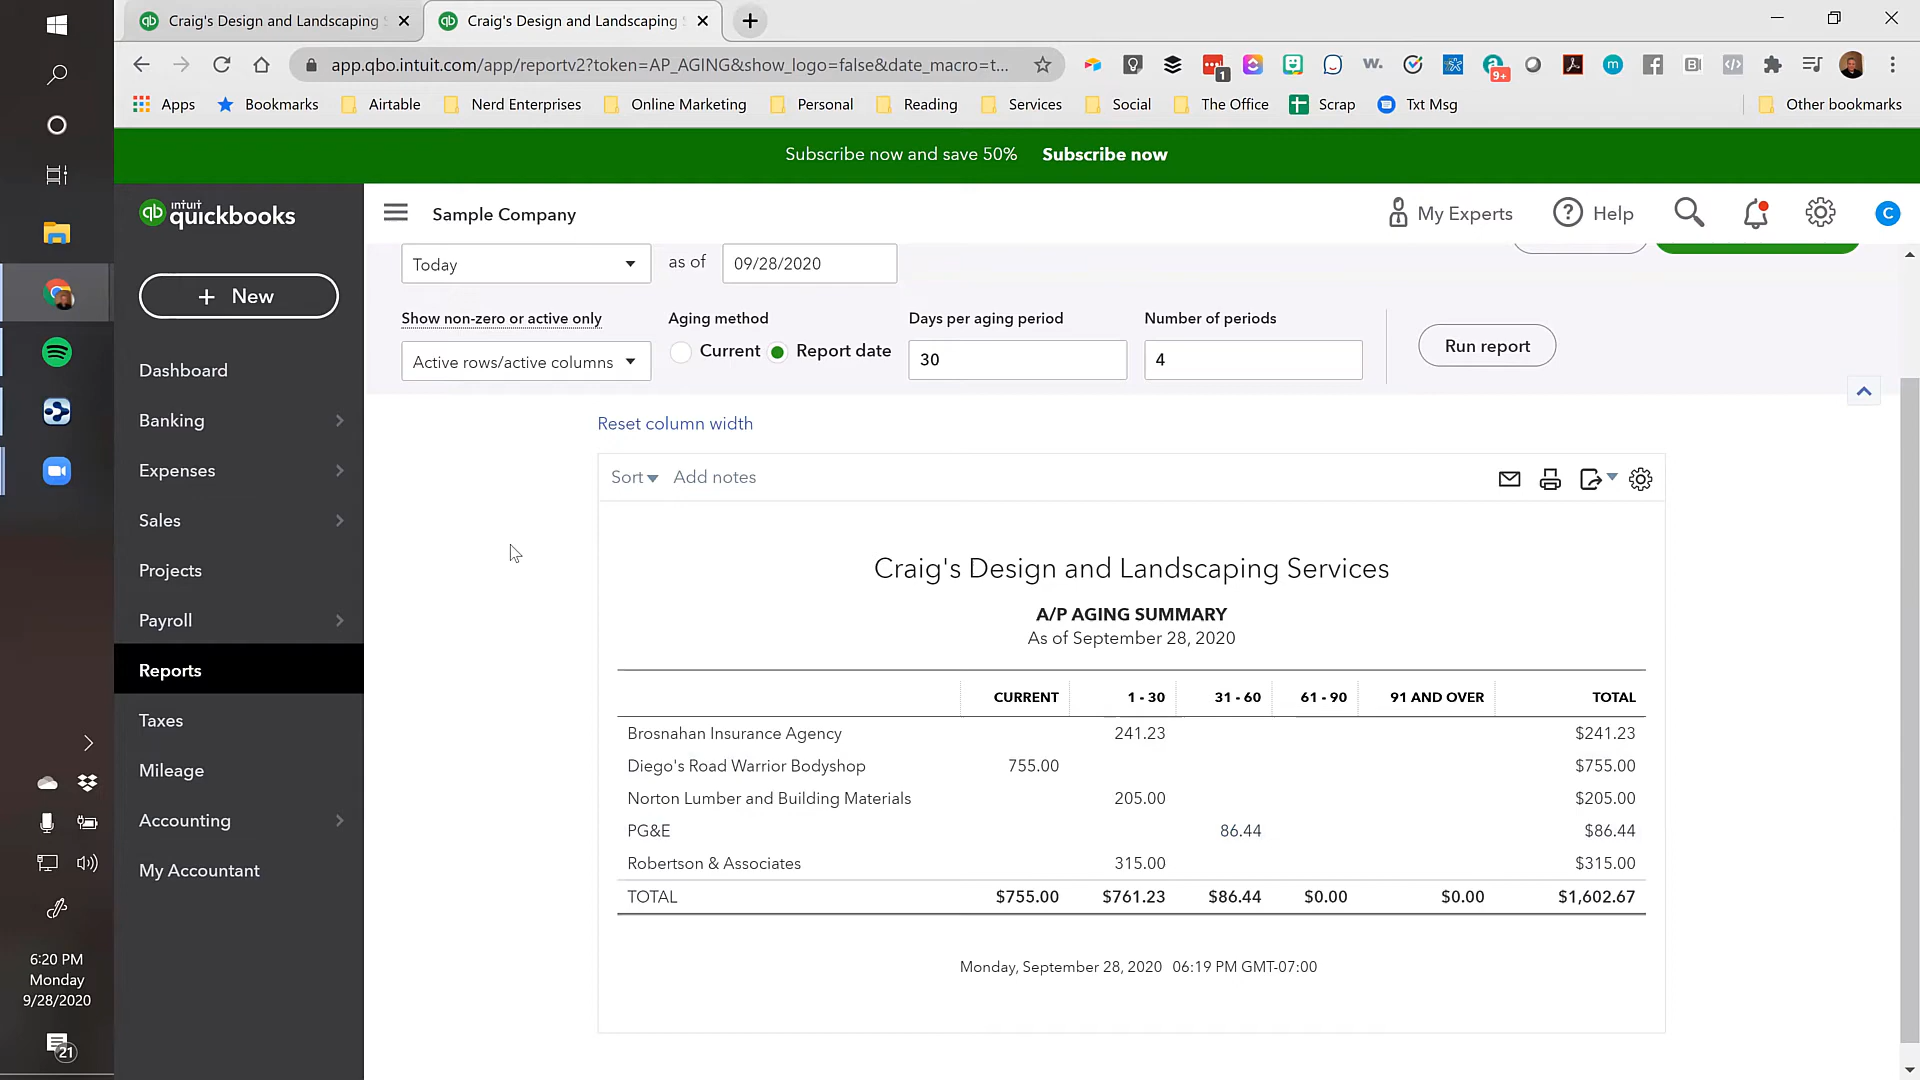 Craig's Design and Landscaping S
Craig's Design and Landscaping S
app.qbo.intuit.com/app/reportv2?token=AP_AGING&show_logo=false&date_macro=t...
1
w.
9+
m
Apps
Bookmarks
Airtable
Nerd Enterprises
Online Marketing
Personal
Reading
Services
Social
The Office
Scrap
Txt Msg
Other bookmarks
Subscribe now and save 50% Subscribe now
intuit
quickbooks
Sample Company
My Experts
Help
C
+ New
Dashboard
Banking
Expenses
Sales
Projects
Payroll
Reports
Taxes
Mileage
Accounting
My Accountant
Today as of 09/28/2020
Show non-zero or active only Aging method Days per aging period Number of periods
Active rows/active columns Current Report date 30 4 Run report
Reset column width
Sort Add notes
Craig's Design and Landscaping Services
A/P AGING SUMMARY
As of September 28, 2020
CURRENT 1 - 30 31 - 60 61 - 90 91 AND OVER TOTAL
Brosnahan Insurance Agency 241.23 $241.23
Diego's Road Warrior Bodyshop 755.00 $755.00
Norton Lumber and Building Materials 205.00 $205.00
PG&E 86.44 $86.44
Robertson & Associates 315.00 $315.00
TOTAL $755.00 $761.23 $86.44 $0.00 $0.00 $1,602.67
Monday, September 28, 2020 06:19 PM GMT-07:00
6:20 PM
Monday
9/28/2020
21